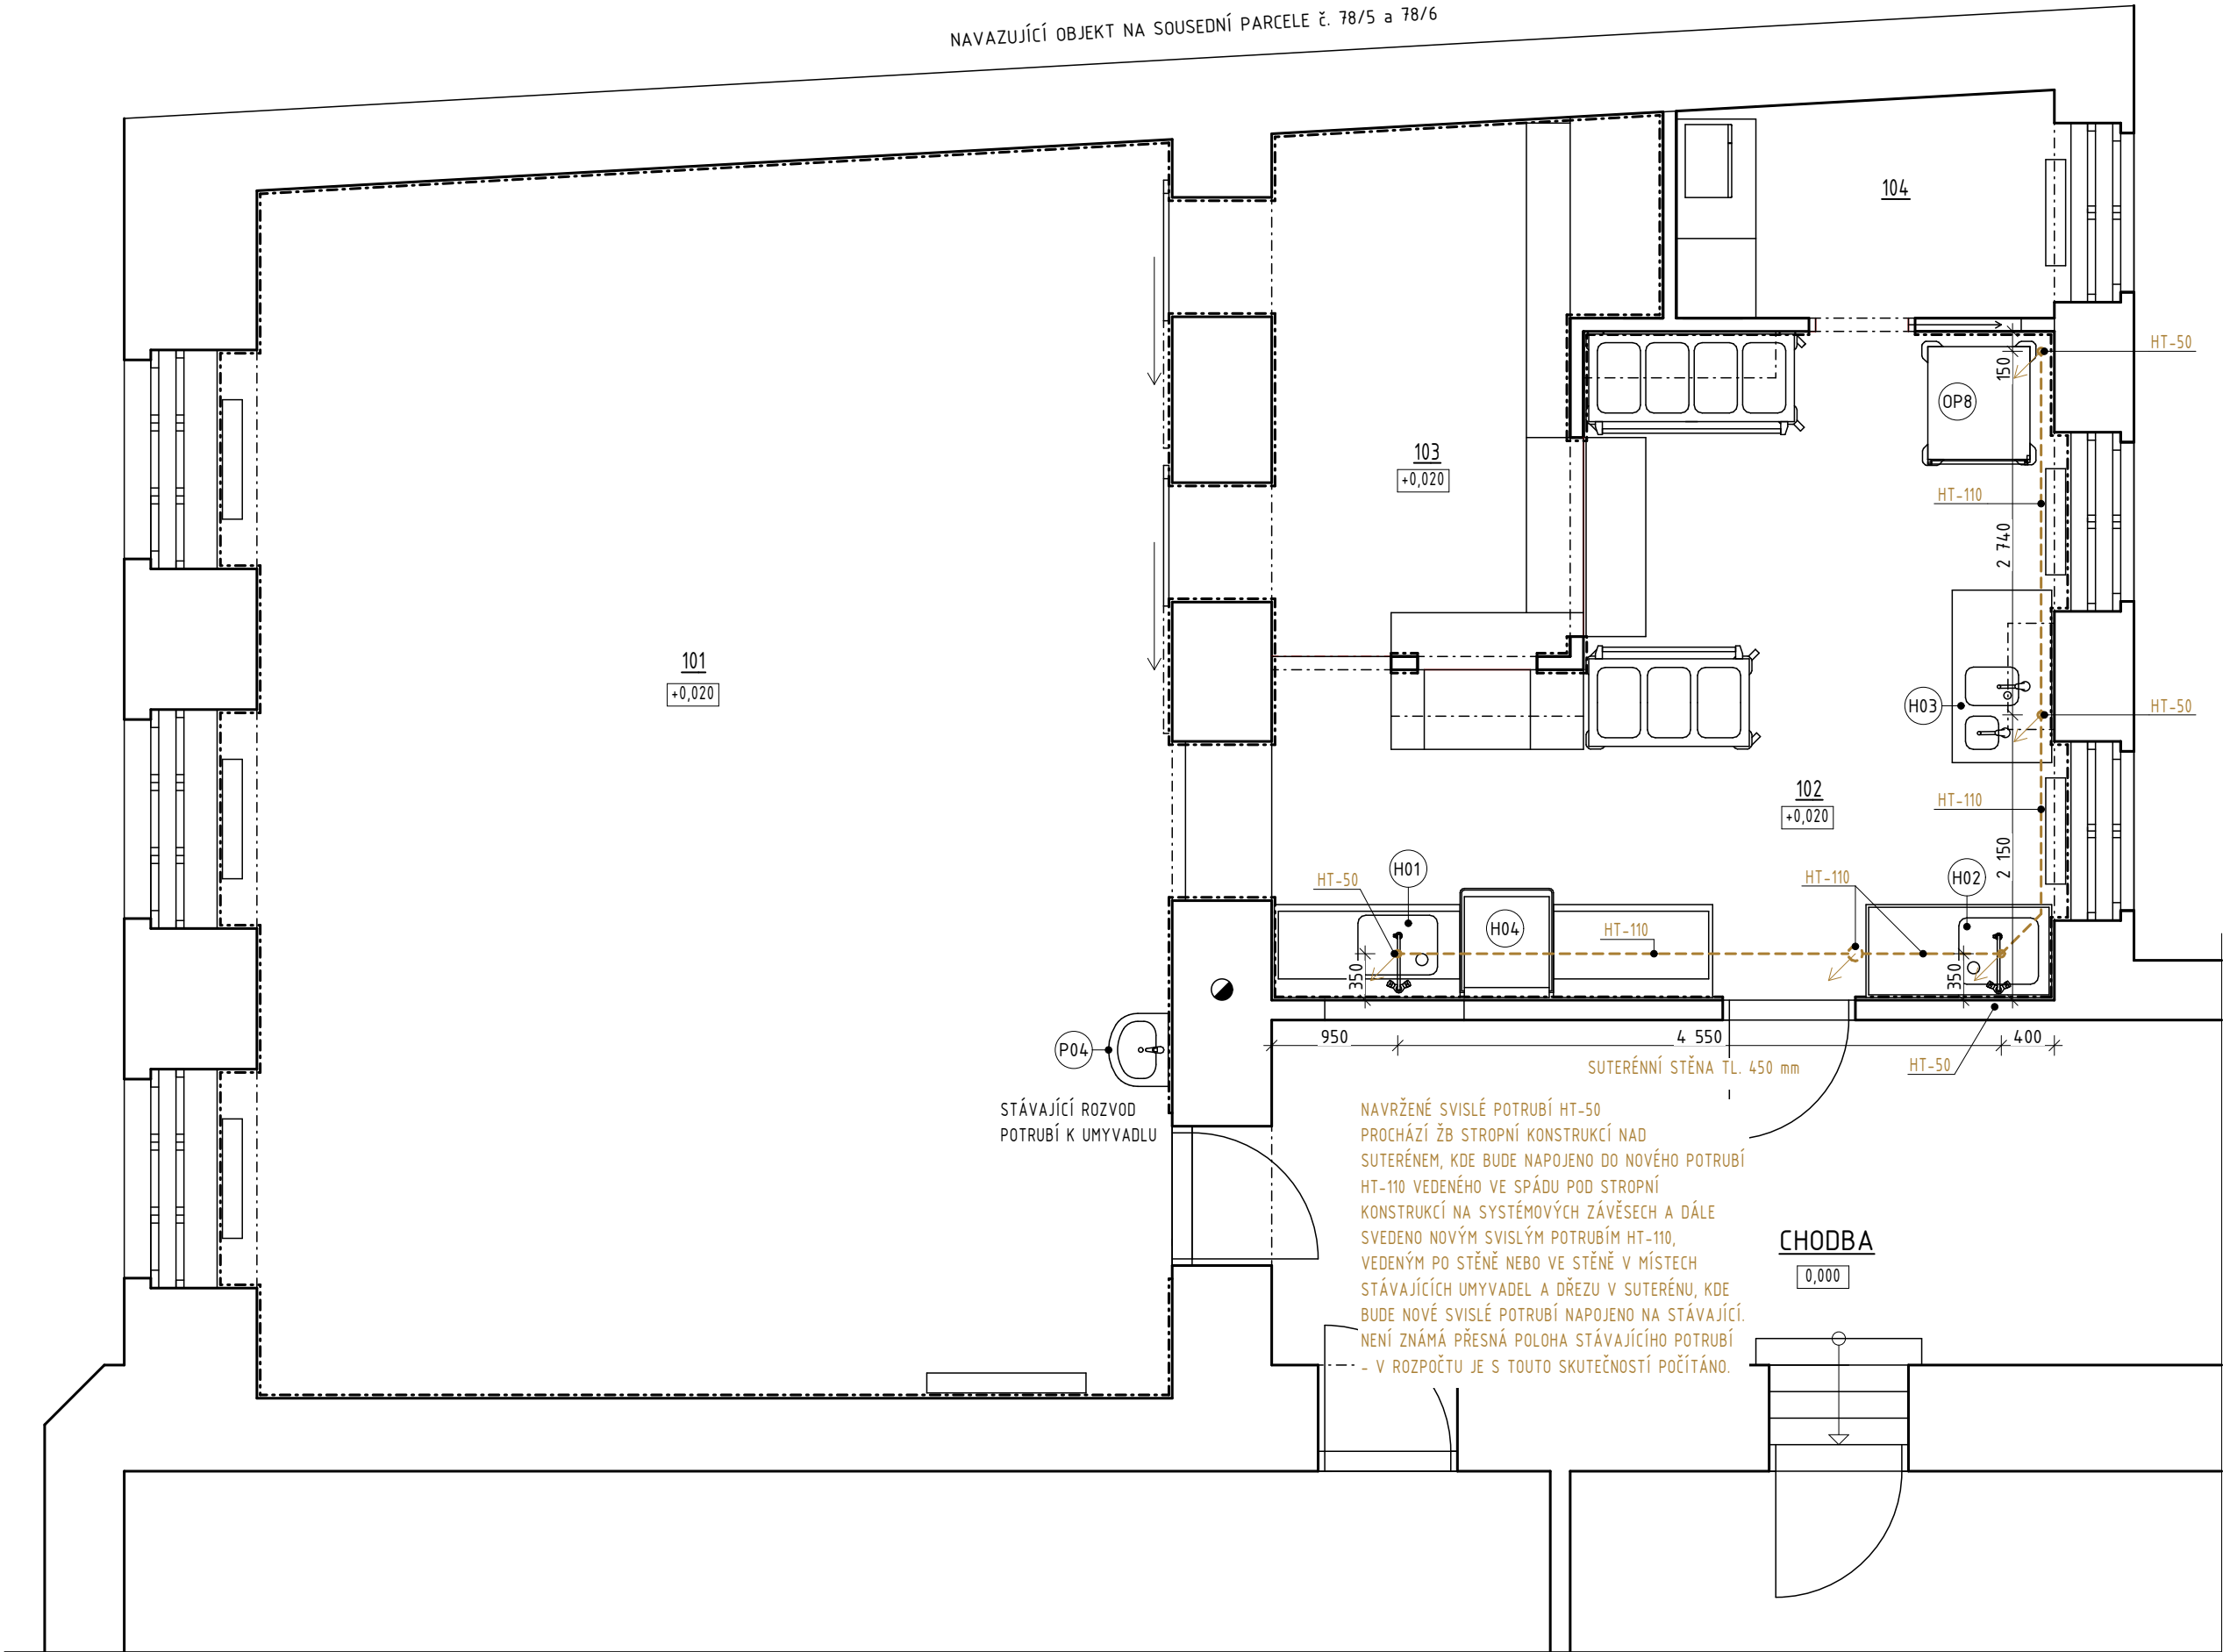 NAVAZUJÍCÍ OBJEKT NA SOUSEDNÍ PARCELE č. 78/5 a 78/6
104
HT-50
150
OP8
103
+0,020
HT-110
2 740
101
+0,020
H03
HT-50
102
+0,020
HT-110
2 150
HT-50
H01
H04
HT-110
HT-110
H02
350
350
P04
950
4 550
400
SUTERÉNNÍ STĚNA TL. 450 mm
HT-50
STÁVAJÍCÍ ROZVOD
POTRUBÍ K UMYVADLU
NAVRŽENÉ SVISLÉ POTRUBÍ HT-50
PROCHÁZÍ ŽB STROPNÍ KONSTRUKCÍ NAD
SUTERÉNEM, KDE BUDE NAPOJENO DO NOVÉHO POTRUBÍ
HT-110 VEDENÉHO VE SPÁDU POD STROPNÍ
KONSTRUKCÍ NA SYSTÉMOVÝCH ZÁVĚSECH A DÁLE
SVEDENO NOVÝM SVISLÝM POTRUBÍM HT-110,
VEDENÝM PO STĚNĚ NEBO VE STĚNĚ V MÍSTECH
STÁVAJÍCÍCH UMYVADEL A DŘEZU V SUTERÉNU, KDE
BUDE NOVÉ SVISLÉ POTRUBÍ NAPOJENO NA STÁVAJÍCÍ.
NENÍ ZNÁMÁ PŘESNÁ POLOHA STÁVAJÍCÍHO POTRUBÍ
- V ROZPOČTU JE S TOUTO SKUTEČNOSTÍ POČÍTÁNO.
CHODBA
0,000